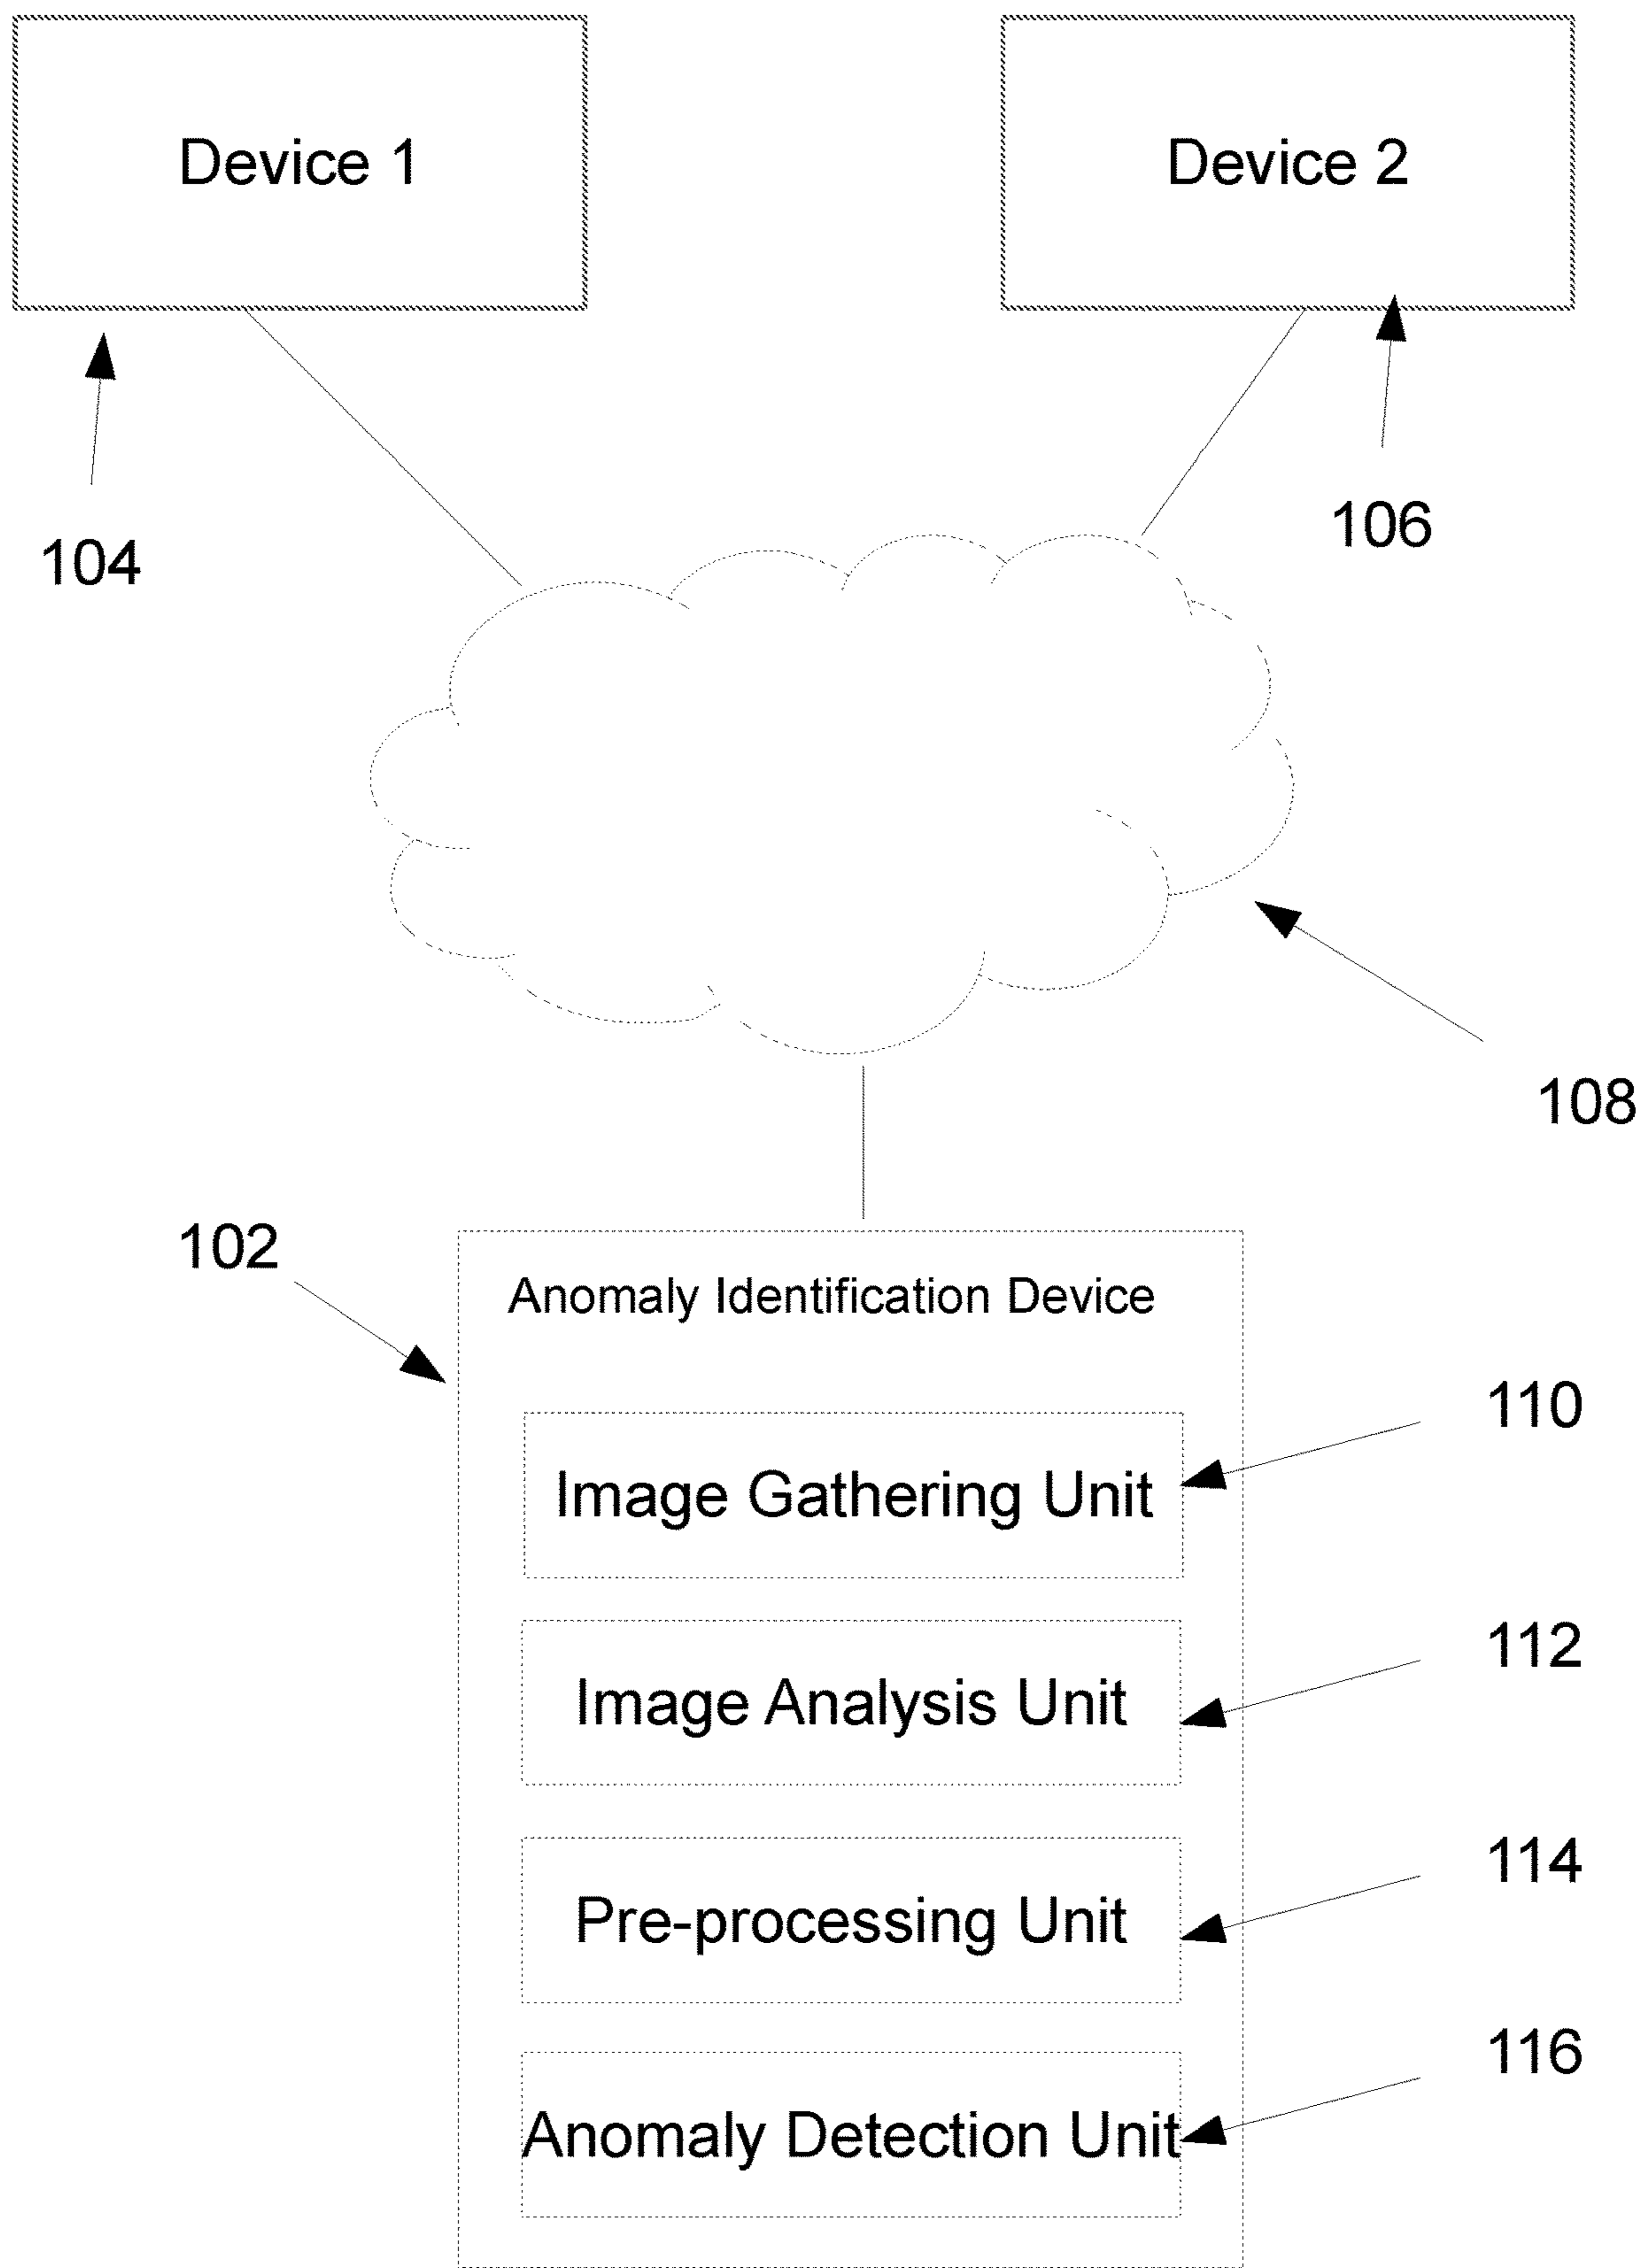 Device 1
Device 2
104
106
108
102
Anomaly Identification Device
110
Image Gathering Unit
112
Image Analysis Unit
114
Pre-processing Unit
116
Anomaly Detection Unit